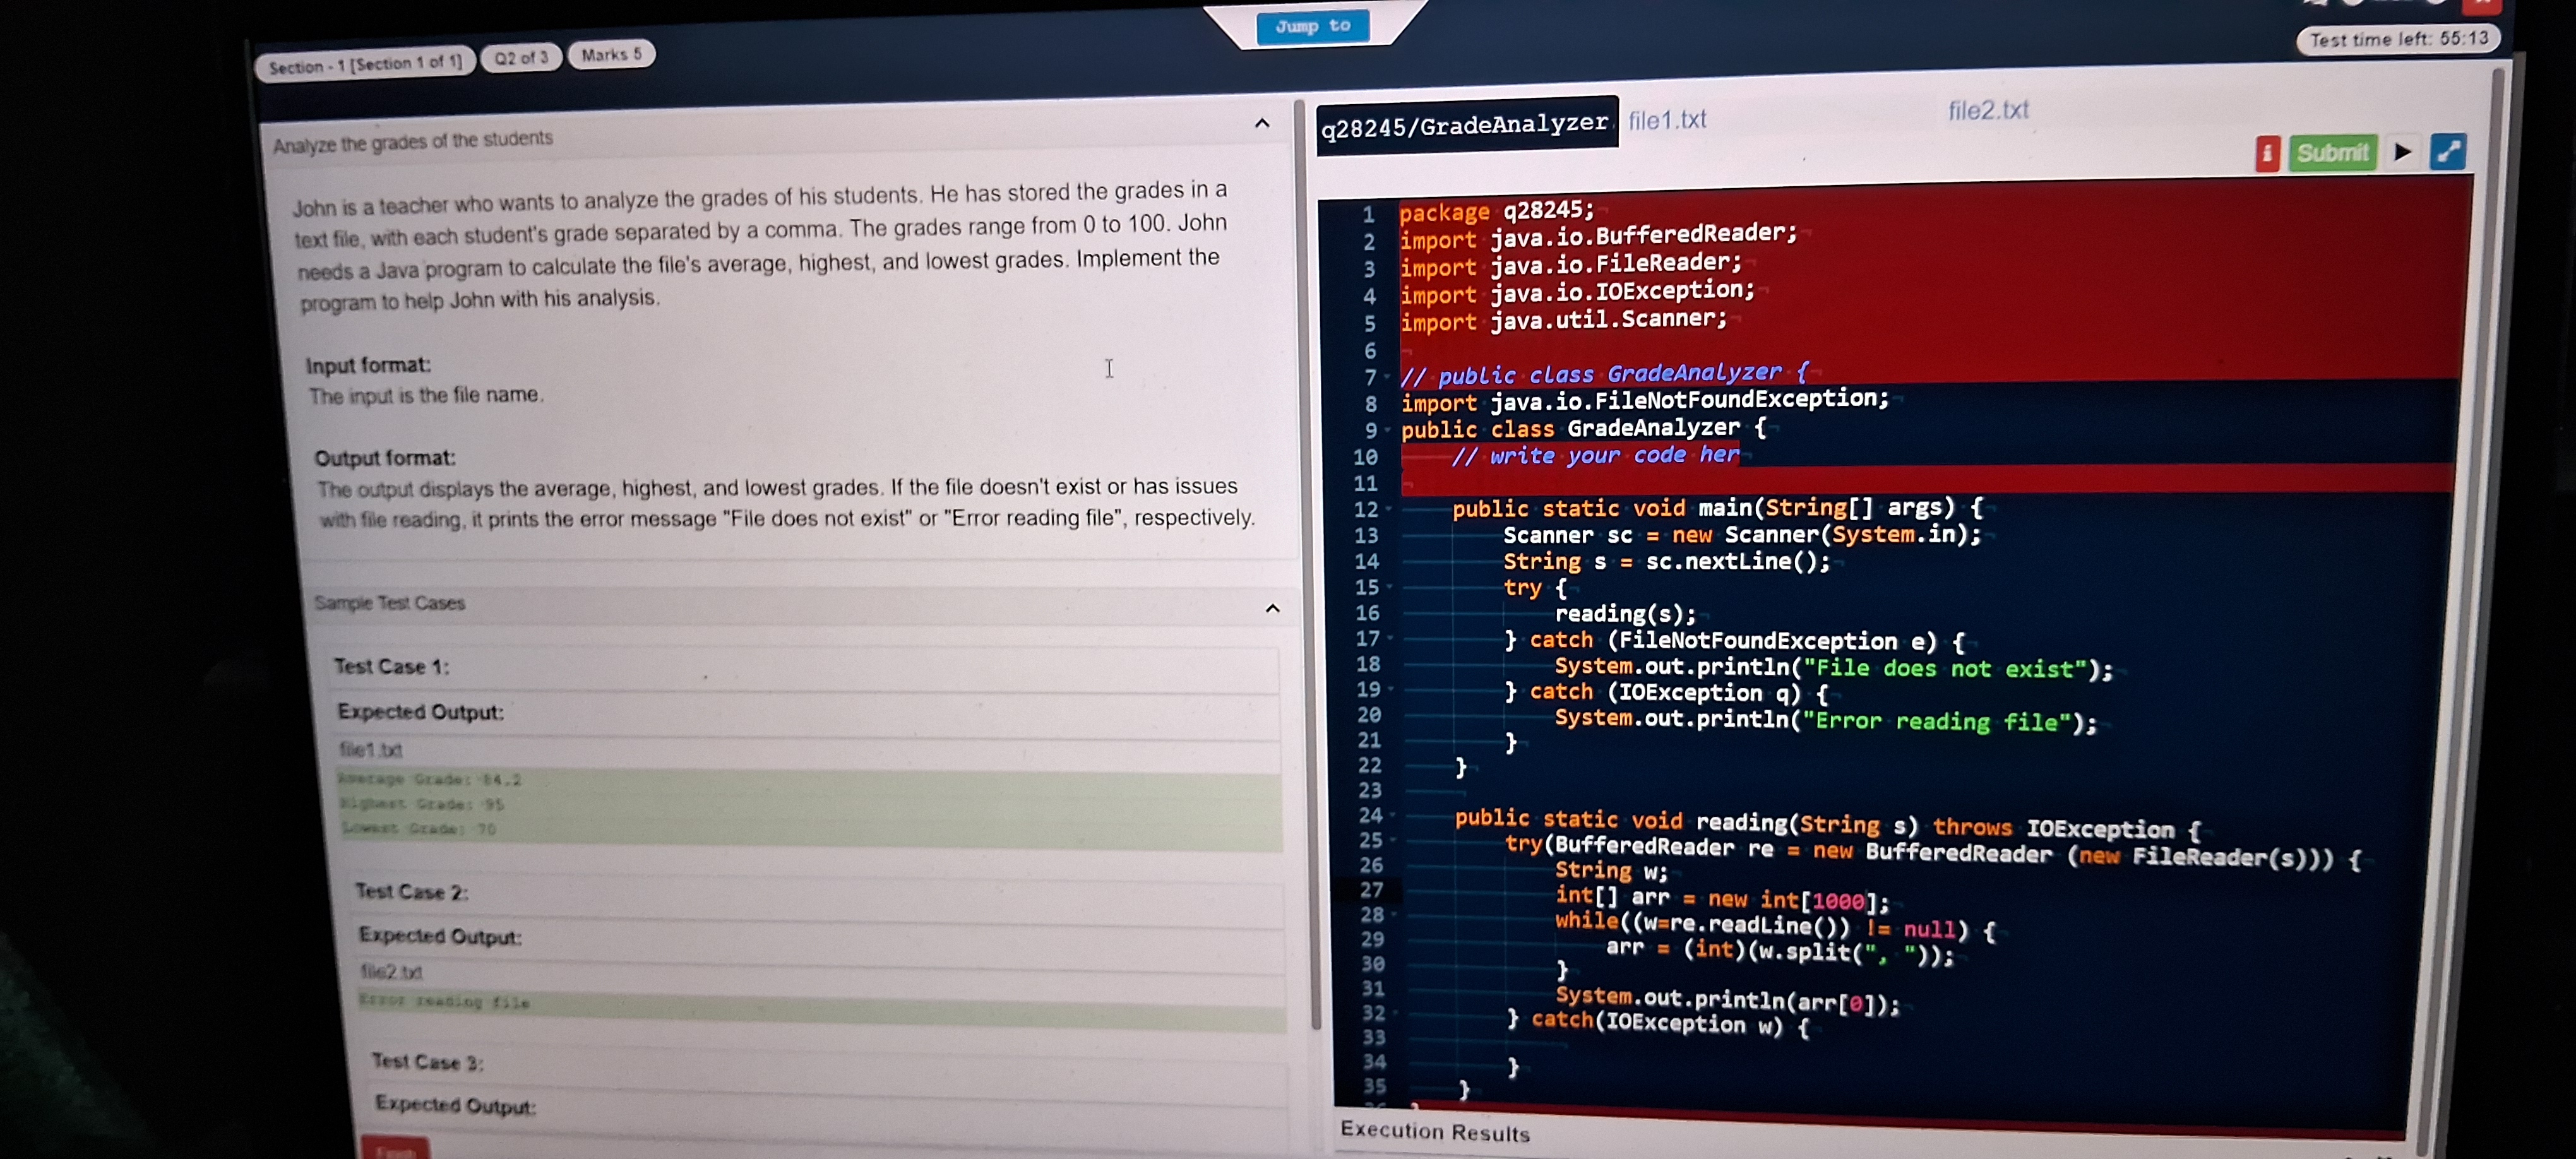 Jump to
Section - 1 [Section 1 of 1] Q2 of 3 Marks 5
Test time left: 55:13
Analyze the grades of the students
John is a teacher who wants to analyze the grades of his students. He has stored the grades in a
text file, with each student's grade separated by a comma. The grades range from 0 to 100. John
needs a Java program to calculate the file's average, highest, and lowest grades. Implement the
program to help John with his analysis.
Input format:
The input is the file name.
Output format:
The output displays the average, highest, and lowest grades. If the file doesn't exist or has issues
with file reading, it prints the error message "File does not exist" or "Error reading file", respectively.
Sample Test Cases
Test Case 1:
Expected Output:
file1.txt
Average Grade: 84.2
Highest Grade: 95
Lowest Grade: 70
Test Case 2:
Expected Output:
file2.txt
Error reading file
Test Case 3:
Expected Output:
Finish
q28245/GradeAnalyzer file1.txt file2.txt
i Submit
1 package q28245;
2 import java.io.BufferedReader;
3 import java.io.FileReader;
4 import java.io.IOException;
5 import java.util.Scanner;
6
7 // public class GradeAnalyzer {
8 import java.io.FileNotFoundException;
9 public class GradeAnalyzer {
10 // write your code her
11
12 public static void main(String[] args) {
13 Scanner sc = new Scanner(System.in);
14 String s = sc.nextLine();
15 try {
16 reading(s);
17 } catch (FileNotFoundException e) {
18 System.out.println("File does not exist");
19 } catch (IOException q) {
20 System.out.println("Error reading file");
21 }
22 }
23
24 public static void reading(String s) throws IOException {
25 try(BufferedReader re = new BufferedReader (new FileReader(s))) {
26 String w;
27 int[] arr = new int[1000];
28 while((w=re.readLine()) != null) {
29 arr = (int)(w.split(", "));
30 }
31 System.out.println(arr[0]);
32 } catch(IOException w) {
33
34 }
35 }
Execution Results